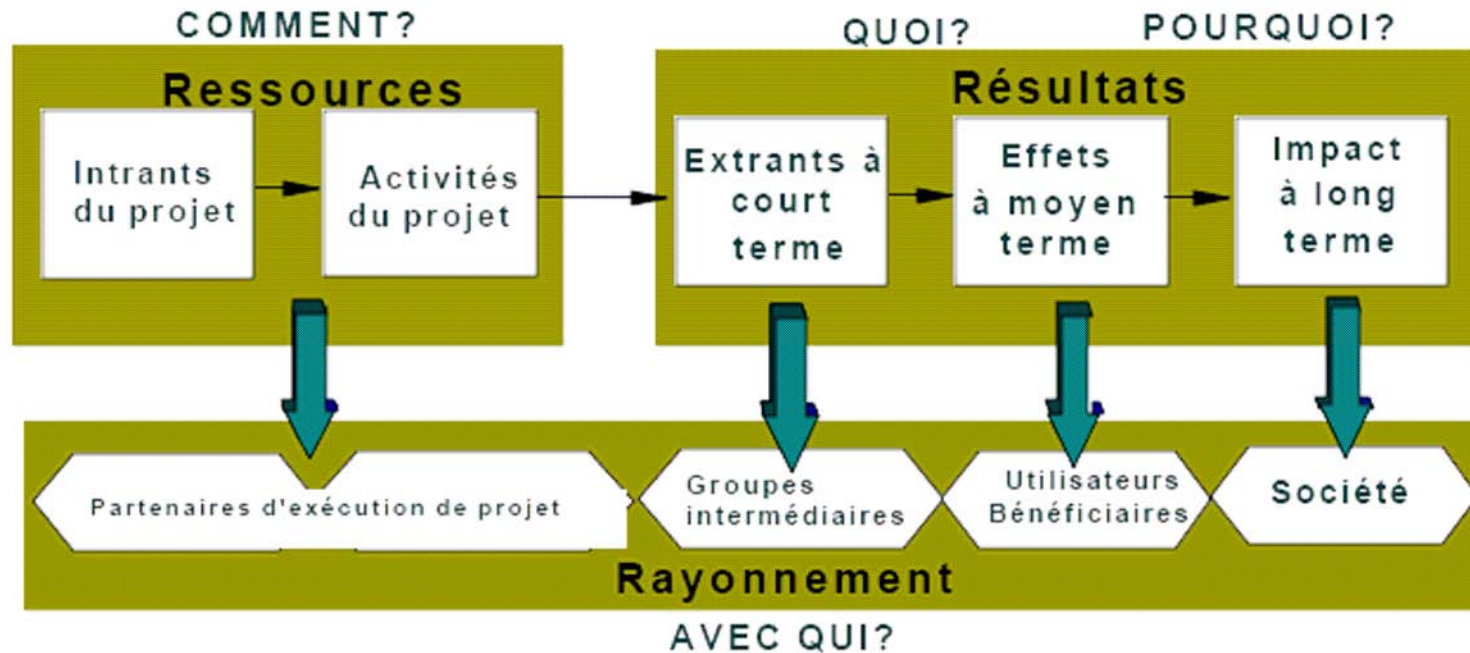 COMMENT?
QUOI?
POURQUOI?
Ressources
Intrants
du projet
Activités
du projet
Résultats
Extrants à
court
terme
Effets
à moyen
terme
Impact
à long
terme
Partenaires d'exécution de projet
Groupes
intermédiaires
Utilisateurs
Bénéficiaires
Société
Rayonnement
AVEC QUI?